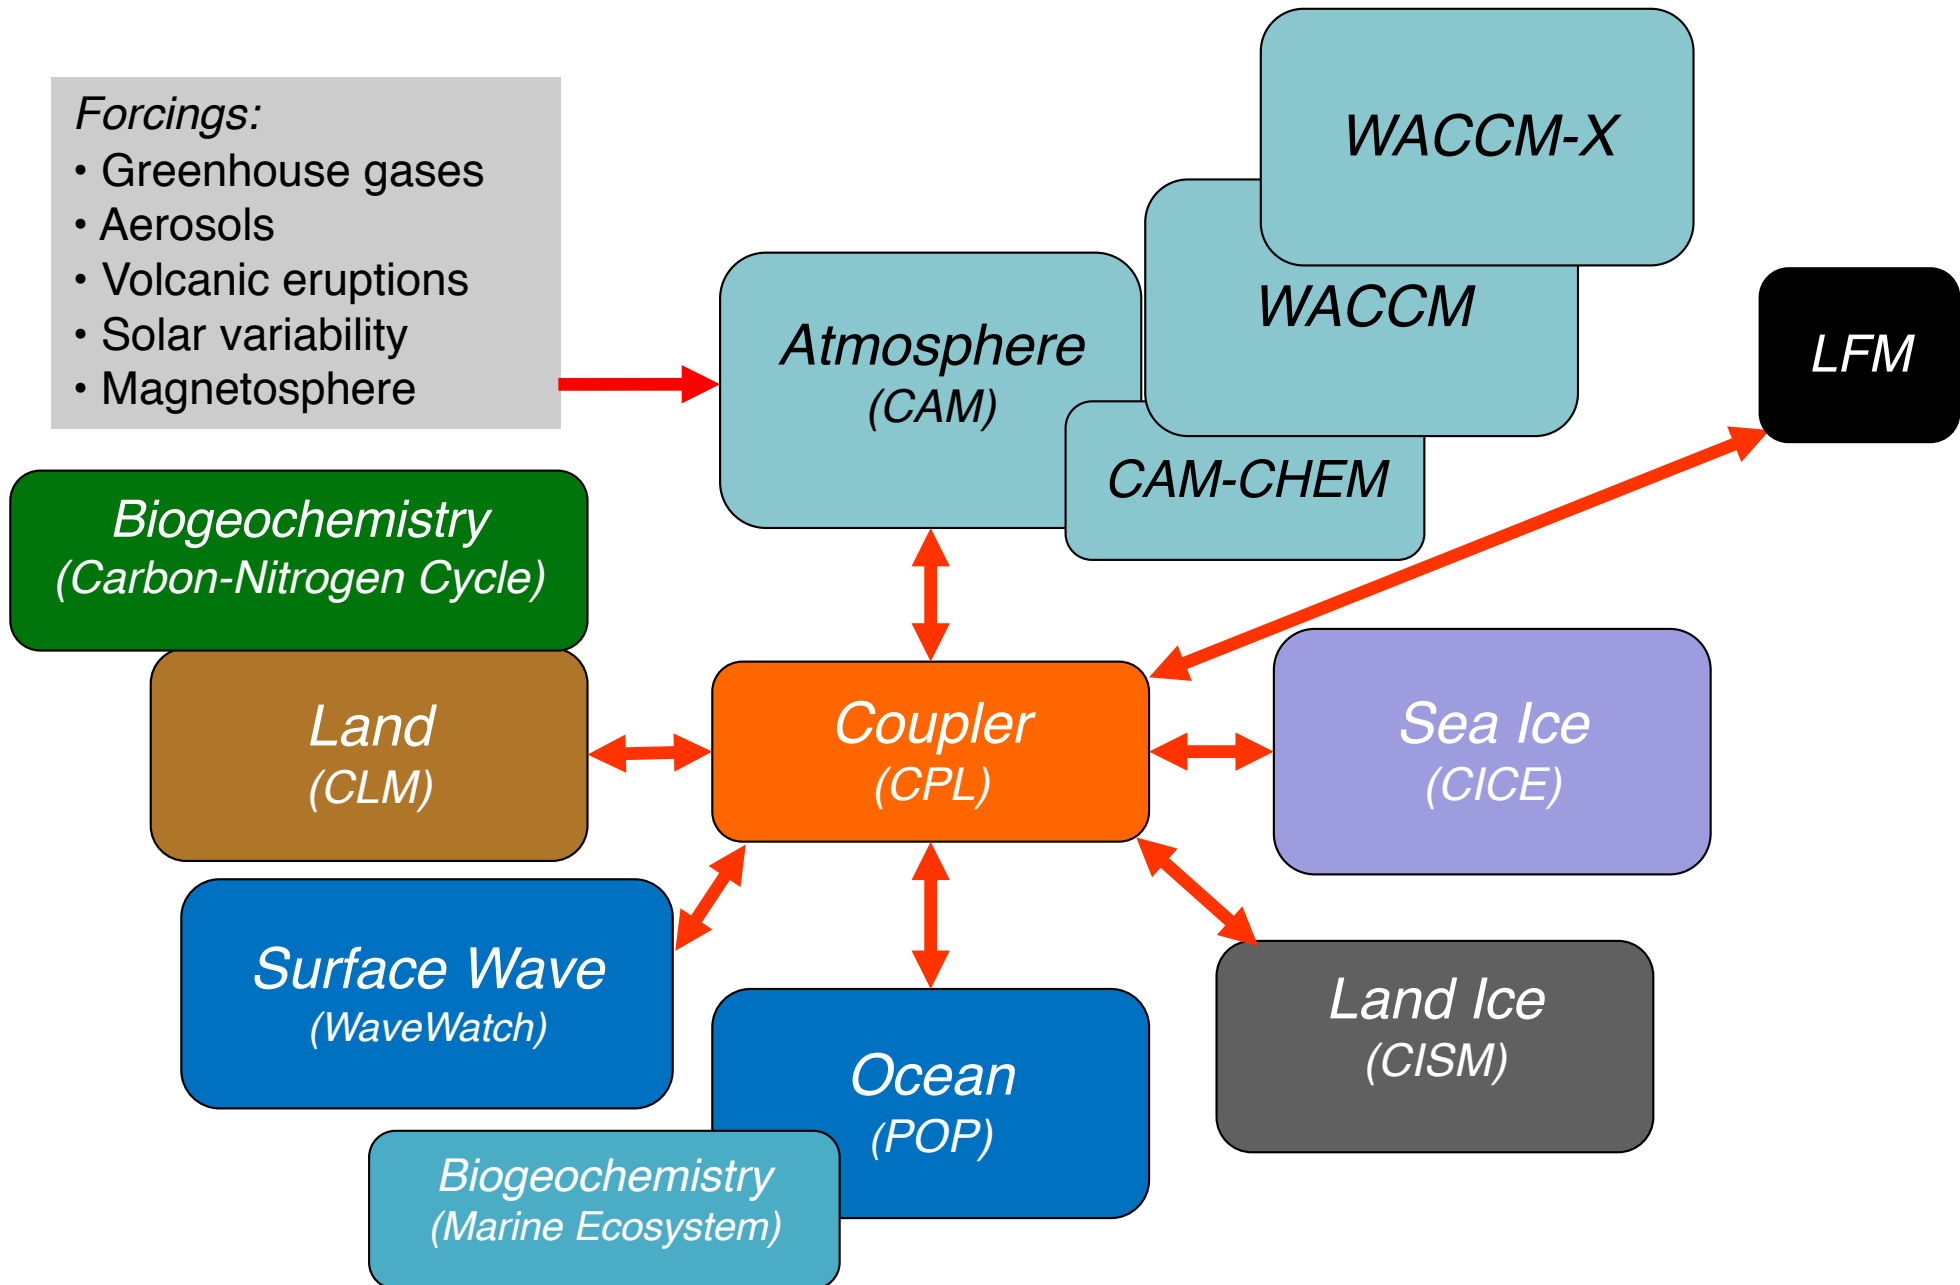 Forcings:
• Greenhouse gases
• Aerosols
• Volcanic eruptions
• Solar variability
• Magnetosphere
WACCM-X
WACCM
Atmosphere
(CAM)
CAM-CHEM
LFM
Biogeochemistry
(Carbon-Nitrogen Cycle)
Land
(CLM)
Coupler
(CPL)
Sea Ice
(CICE)
Surface Wave
(WaveWatch)
Ocean
(POP)
Land Ice
(CISM)
Biogeochemistry
(Marine Ecosystem)